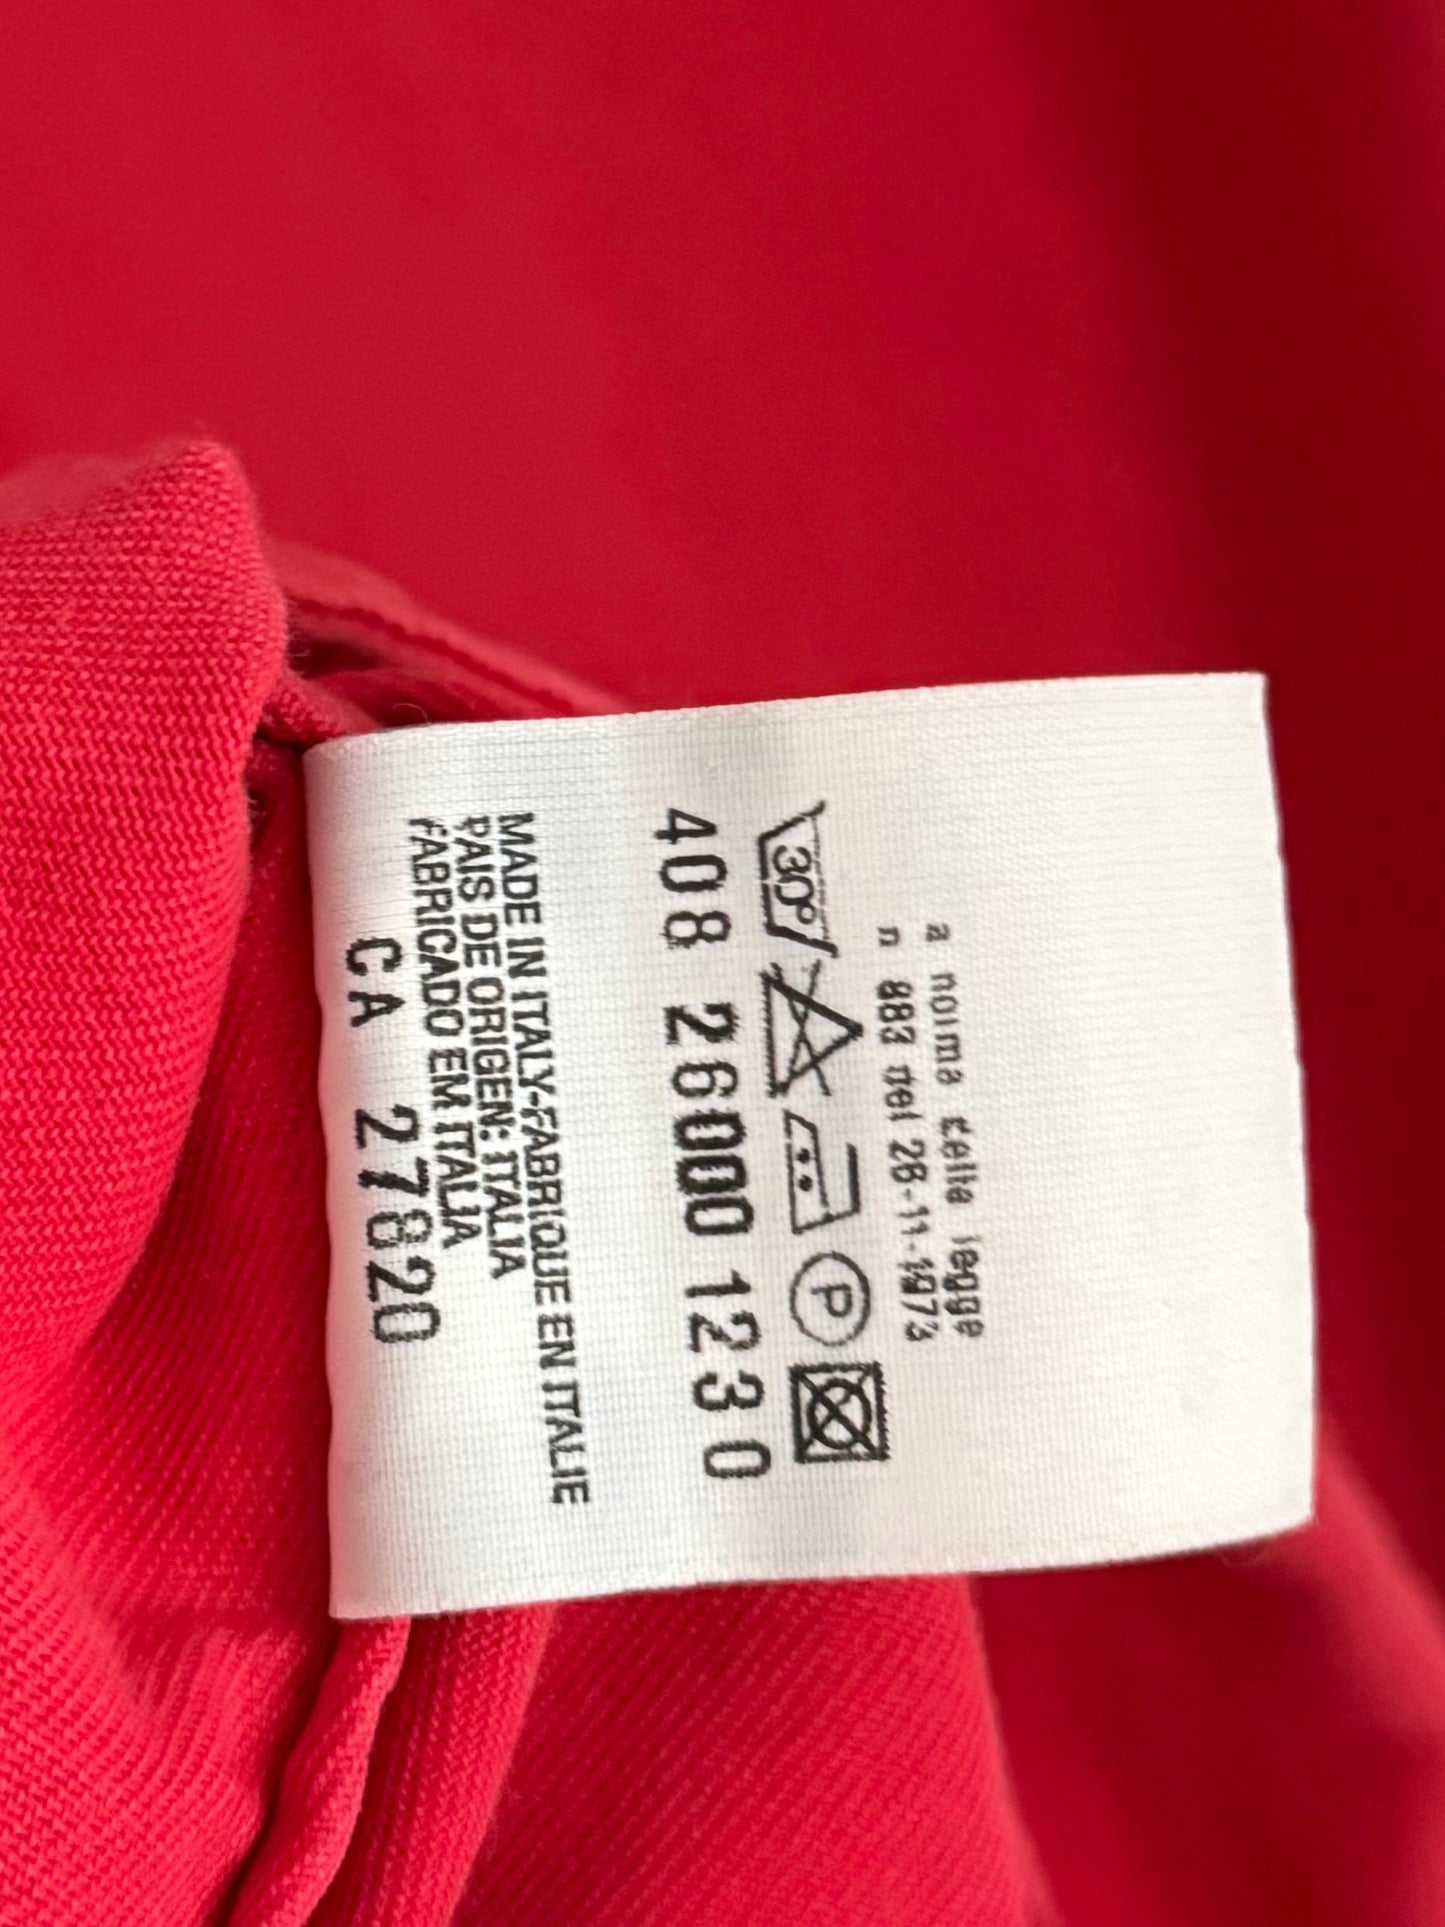 a norma della legge
n 883 del 26-11-1973
30° P
408 26000 1230
MADE IN ITALY-FABRIQUE EN ITALIE
PAIS DE ORIGEN: ITALIA
FABRICADO EM ITALIA
CA 27820